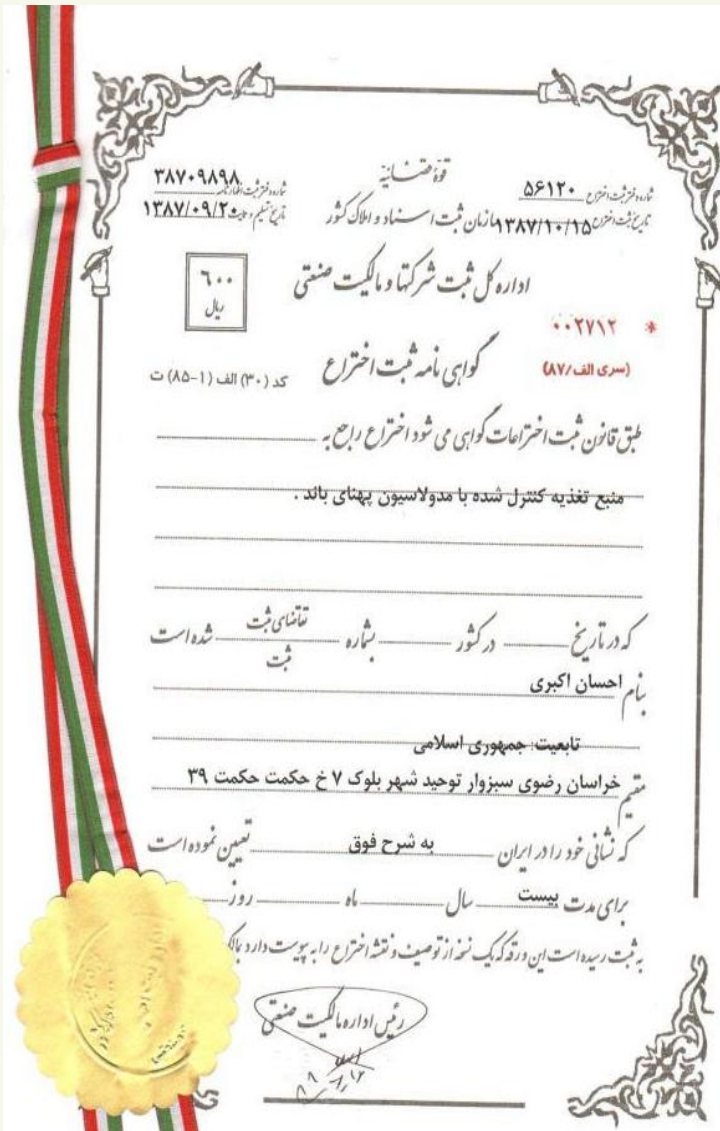 قوه قضائیه
شماره دفتر ثبت اختراع ۵۶۱۲۰
تاریخ ثبت اختراع ۱۳۸۷/۱۰/۱۵
سازمان ثبت اسناد و املاک کشور
شماره دفتر ثبت اظهارنامه ۳۸۷۰۹۸۹۸
تاریخ تسلیم ۱۳۸۷/۰۹/۲۰
اداره کل ثبت شرکتها و مالکیت صنعتی
۶۰۰
ریال
* ۰۰۲۷۱۲
(سری الف/۸۷)
گواهی نامه ثبت اختراع
کد (۳۰) الف (۱-۸۵) ت
طبق قانون ثبت اختراعات گواهی می شود اختراع راجع به
منبع تغذیه کنترل شده با مدولاسیون پهنای باند .
که در تاریخ در کشور بشماره تقاضای ثبت شده است
ثبت
بنام احسان اکبری
تابعیت: جمهوری اسلامی
مقیم خراسان رضوی سبزوار توحید شهر بلوک ۷ خ حکمت حکمت ۳۹
که نشانی خود را در ایران به شرح فوق تعیین نموده است
برای مدت بیست سال ماه روز
به ثبت رسیده است این ورقه که یک نسخه از توصیف و نقشه اختراع را به پیوست دارد
رئیس اداره مالکیت صنعتی